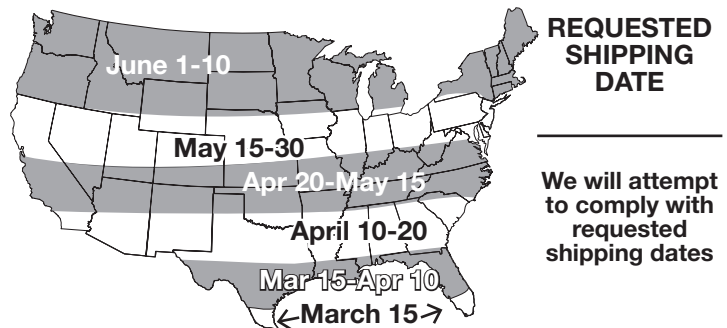 June 1-10
May 15-30
Apr 20-May 15
April 10-20
Mar 15-Apr 10
March 15
REQUESTED
SHIPPING
DATE
We will attempt
to comply with
requested
shipping dates